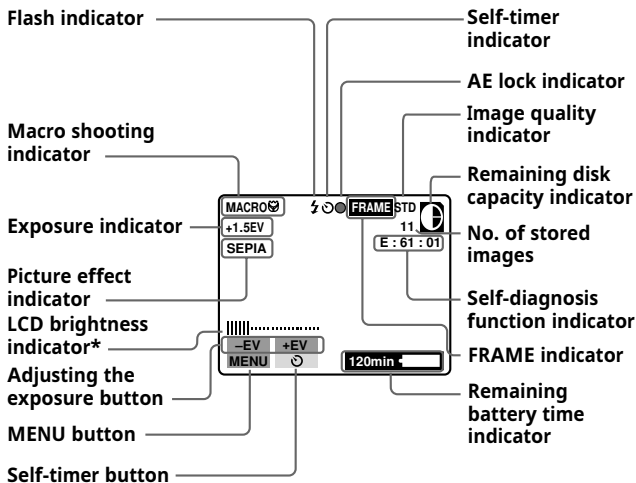 Flash indicator
Macro shooting
indicator
Exposure indicator
Picture effect
indicator
LCD brightness
indicator*
Adjusting the
exposure button
MENU button
Self-timer button
MACRO
FRAME STD
+1.5EV
11
SEPIA
E : 61 : 01
–EV +EV
MENU
120min
Self-timer
indicator
AE lock indicator
Image quality
indicator
Remaining disk
capacity indicator
No. of stored
images
Self-diagnosis
function indicator
FRAME indicator
Remaining
battery time
indicator